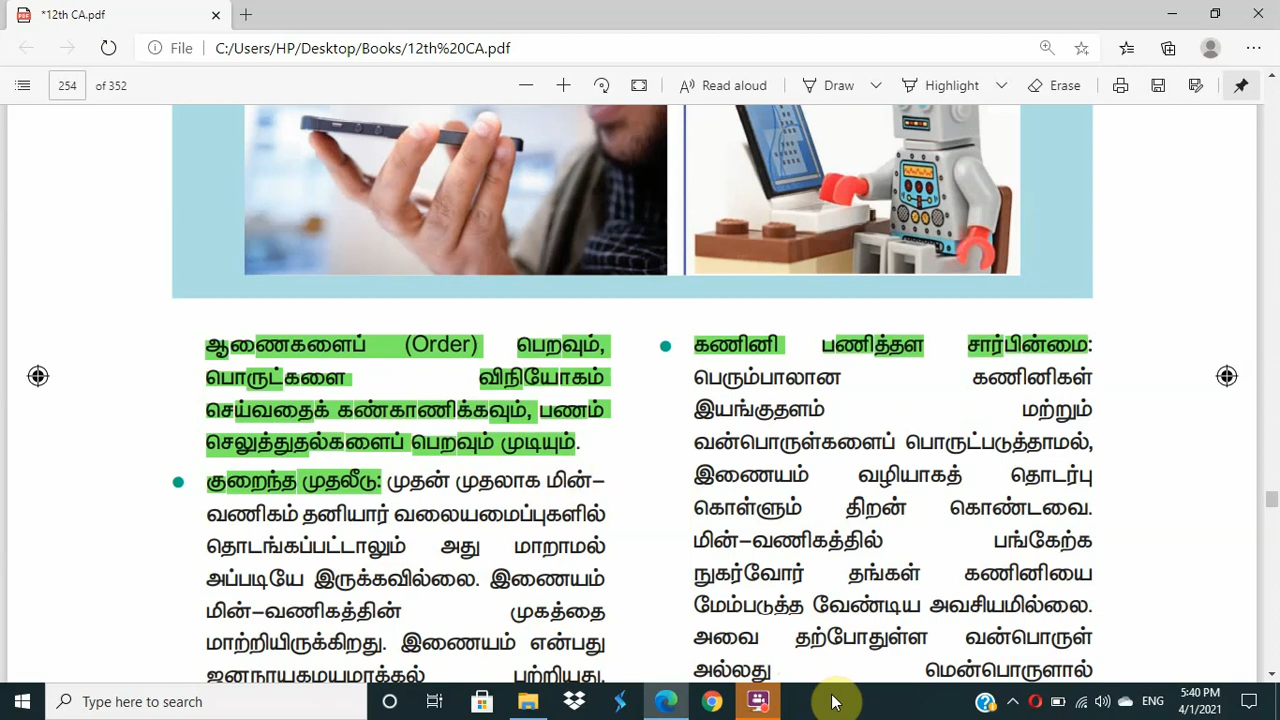 *12th CA.pdf
File
C:/Users/HP/Desktop/Books/12th%20CA.pdf
254 of 352
Read aloud
Draw
Highlight
Erase
ஆணைகளைப் (Order) பெறவும்,
பொருட்களை விநியோகம்
செய்வதைக் கண்காணிக்கவும், பணம்
செலுத்துதல்களைப் பெறவும் முடியும்.
குறைந்த முதலீடு: முதன் முதலாக மின்-
வணிகம் தனியார் வலையமைப்புகளில்
தொடங்கப்பட்டாலும் அது மாறாமல்
அப்படியே இருக்கவில்லை. இணையம்
மின்-வணிகத்தின் முகத்தை
மாற்றியிருக்கிறது. இணையம் என்பது
ஜனநாயகமயமாக்கல் பற்றியது.
கணினி பணித்தள சார்பின்மை:
பெரும்பாலான கணினிகள்
இயங்குதளம் மற்றும்
வன்பொருள்களைப் பொருட்படுத்தாமல்,
இணையம் வழியாகத் தொடர்பு
கொள்ளும் திறன் கொண்டவை.
மின்-வணிகத்தில் பங்கேற்க
நுகர்வோர் தங்கள் கணினியை
மேம்படுத்த வேண்டிய அவசியமில்லை.
அவை தற்போதுள்ள வன்பொருள்
அல்லது மென்பொருளால்
Type here to search
ENG
5:40 PM
4/1/2021